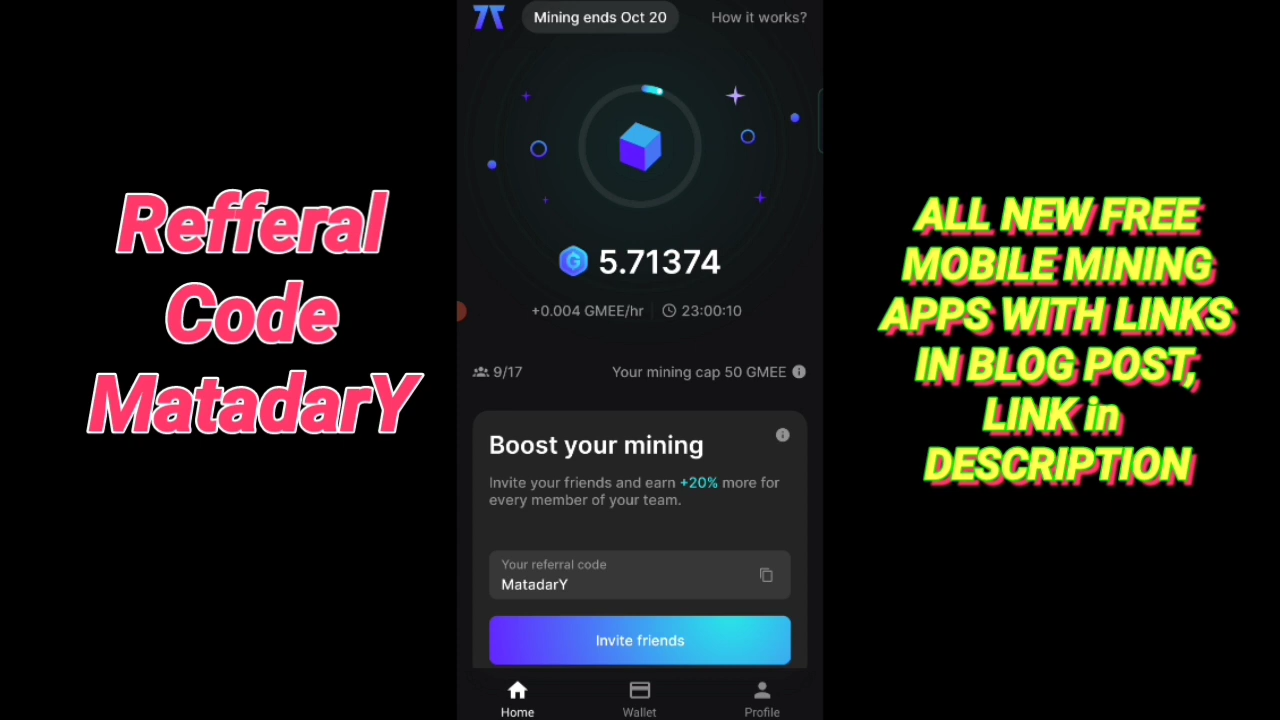 Refferal
Code
MatadarY
Mining ends Oct 20
How it works?
5.71374
+0.004 GMEE/hr
23:00:10
9/17
Your mining cap 50 GMEE
Boost your mining
Invite your friends and earn +20% more for
every member of your team.
Your referral code
MatadarY
Invite friends
Home
Wallet
Profile
ALL NEW FREE
MOBILE MINING
APPS WITH LINKS
IN BLOG POST,
LINK in
DESCRIPTION